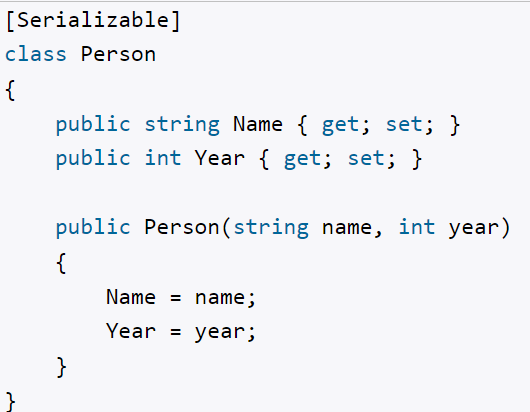 [Serializable]
class Person
{
    public string Name { get; set; }
    public int Year { get; set; }

    public Person(string name, int year)
    {
        Name = name;
        Year = year;
    }
}